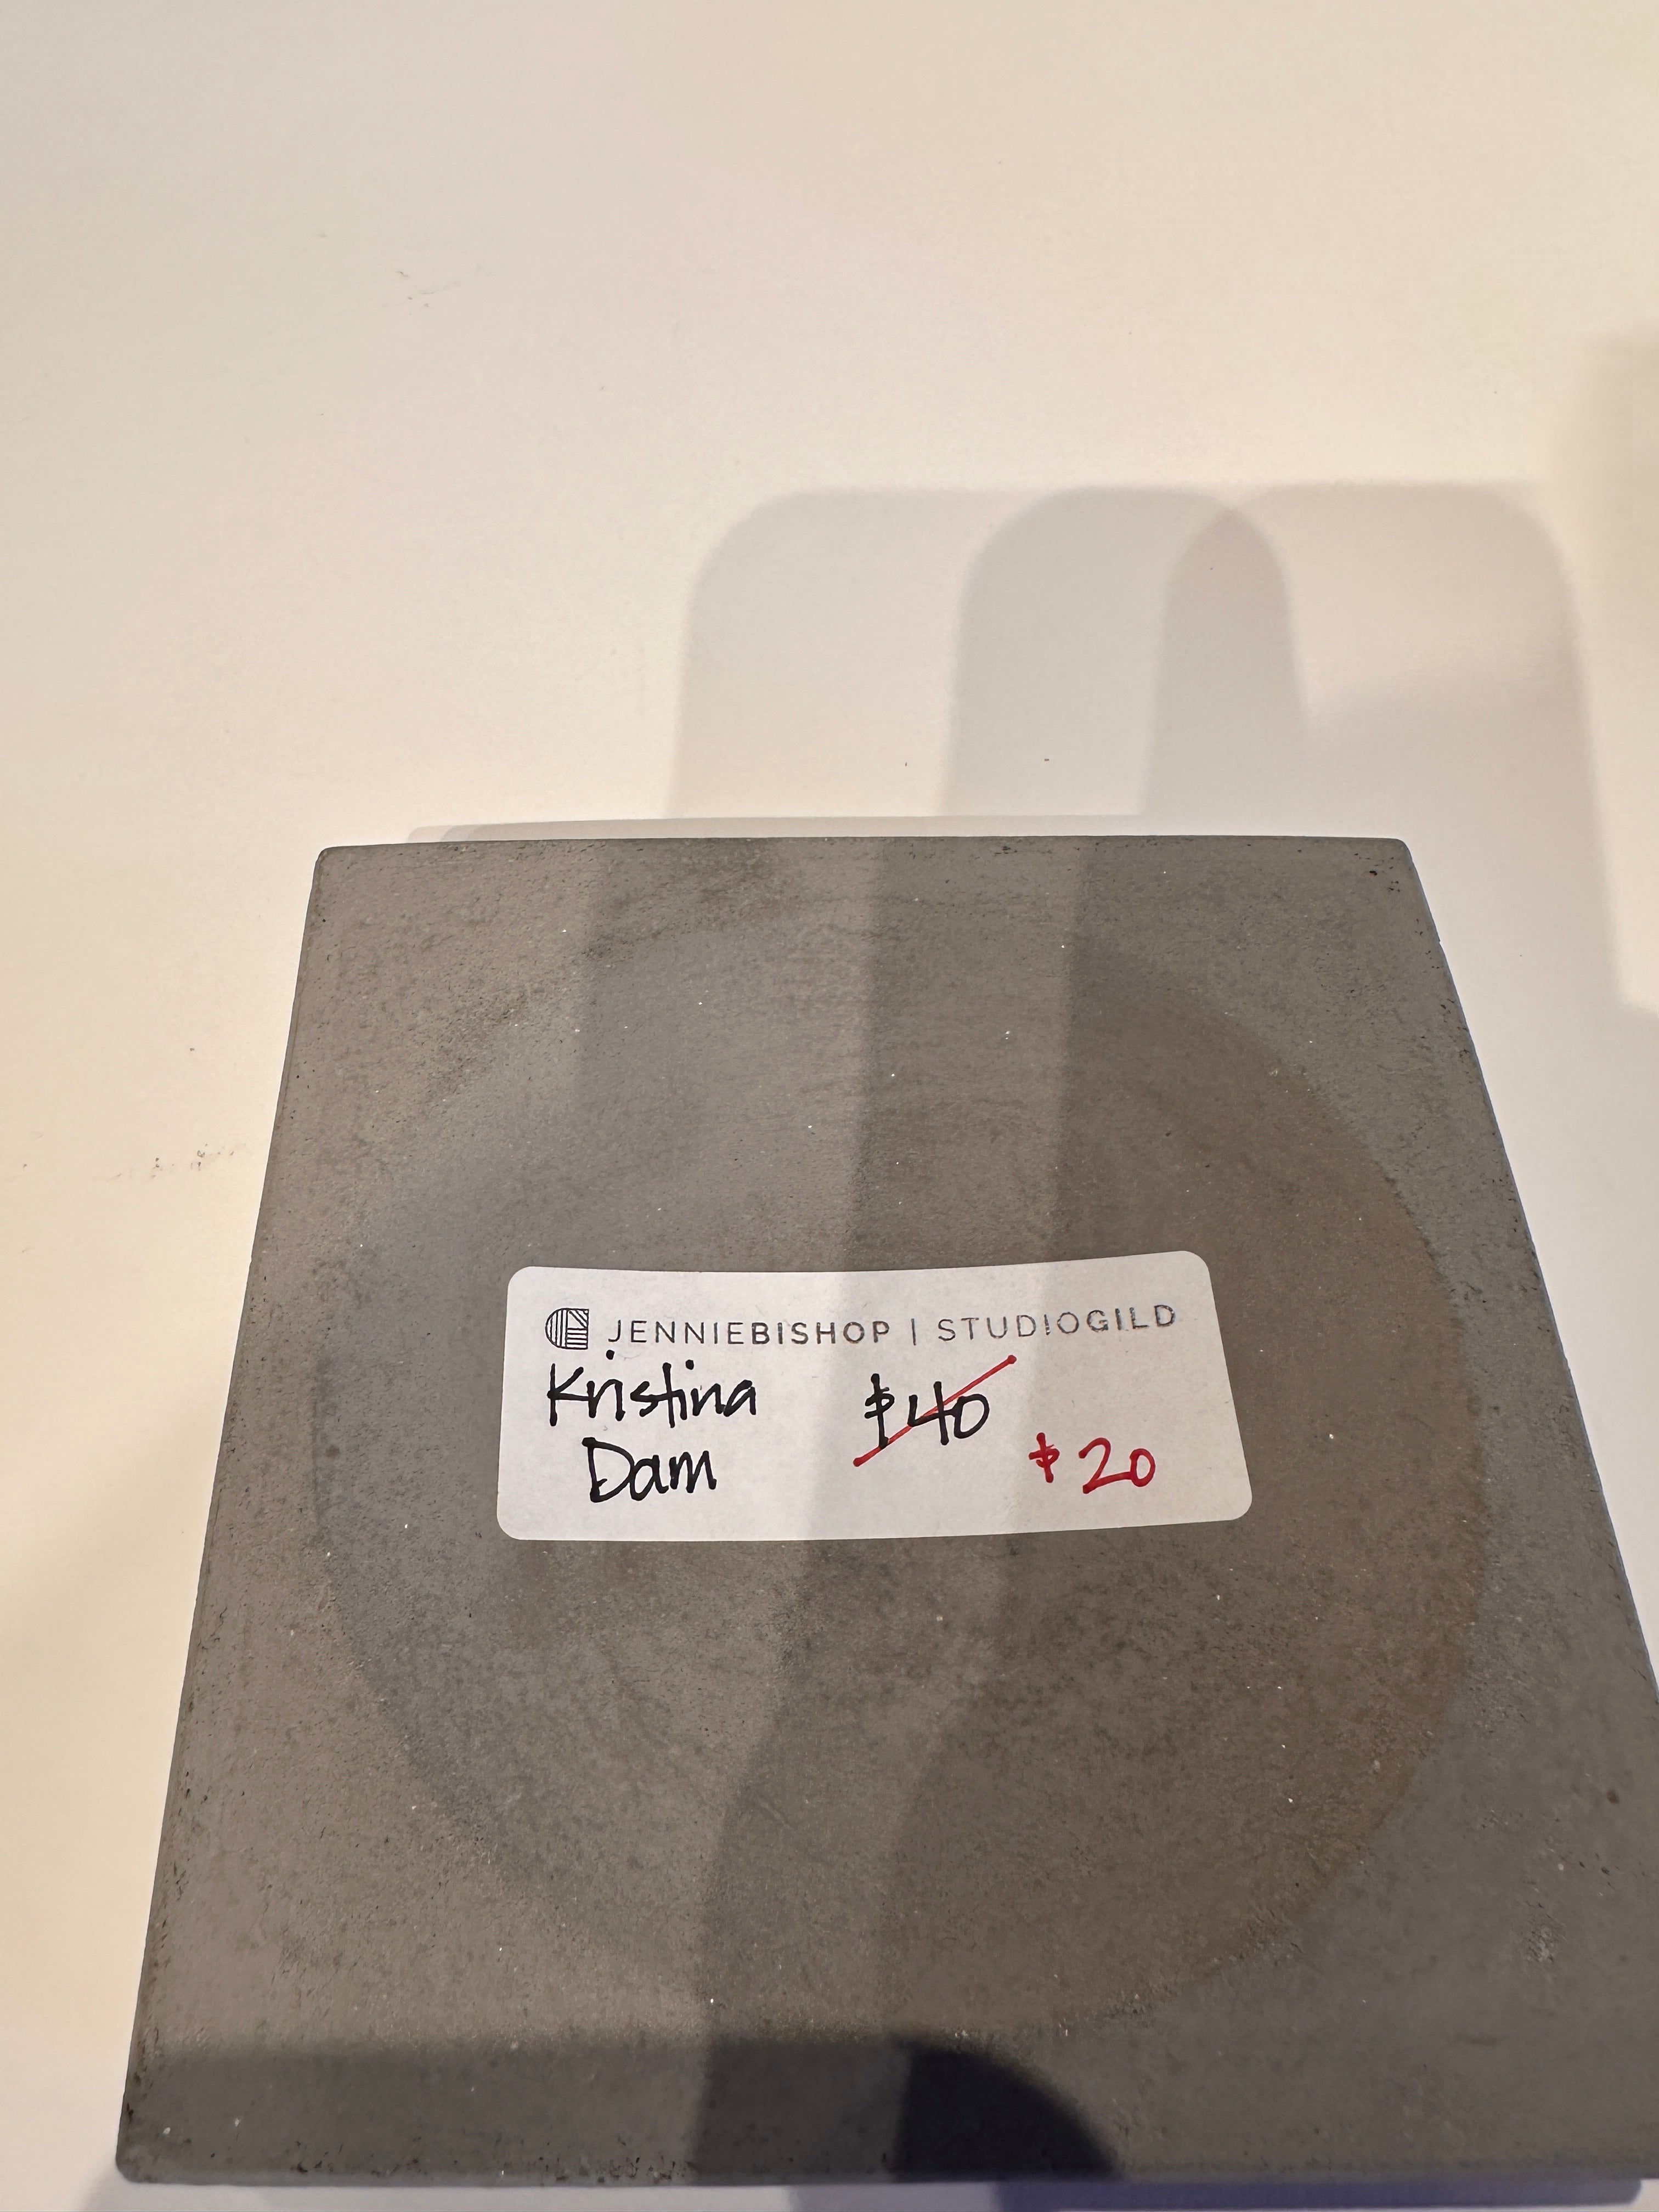 JENNIEBISHOP | STUDIOGILD
Kristina $40
Dam $20